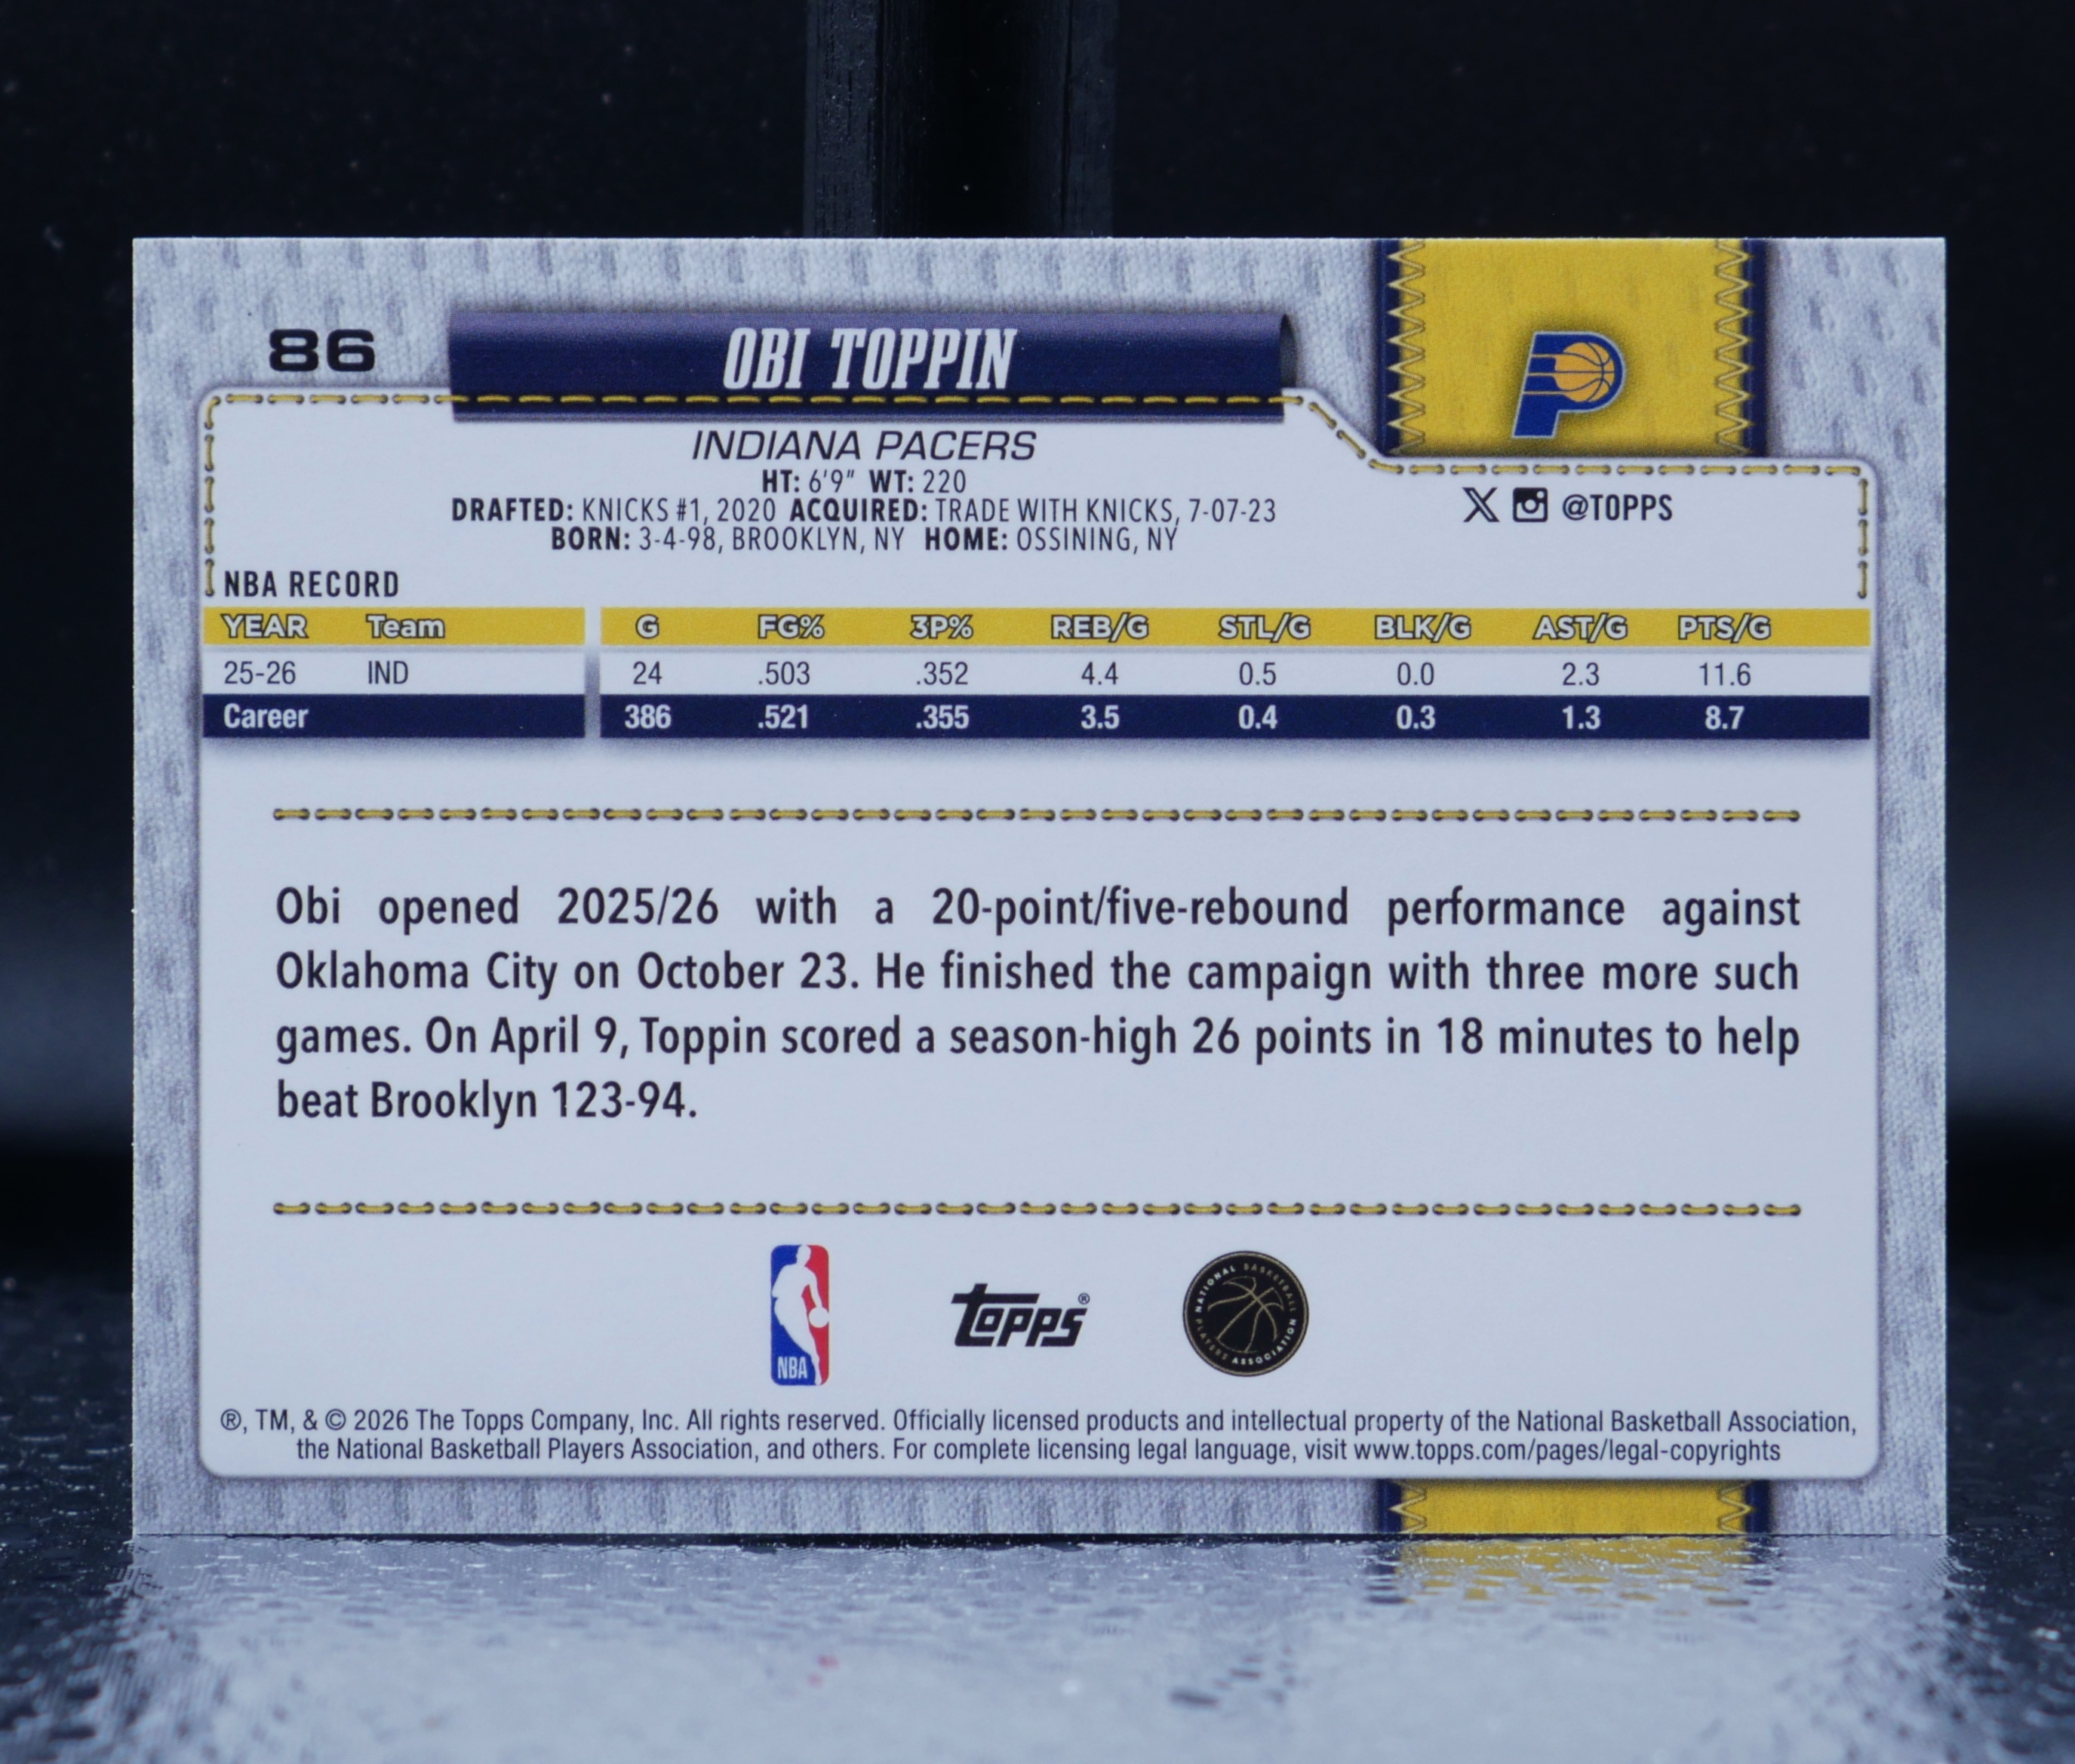 86
OBI TOPPIN
INDIANA PACERS
HT: 6'9" WT: 220
DRAFTED: KNICKS #1, 2020 ACQUIRED: TRADE WITH KNICKS, 7-07-23
BORN: 3-4-98, BROOKLYN, NY HOME: OSSINING, NY
@TOPPS
NBA RECORD
YEAR Team G FG% 3P% REB/G STL/G BLK/G AST/G PTS/G
25-26 IND 24 .503 .352 4.4 0.5 0.0 2.3 11.6
Career 386 .521 .355 3.5 0.4 0.3 1.3 8.7
Obi opened 2025/26 with a 20-point/five-rebound performance against
Oklahoma City on October 23. He finished the campaign with three more such
games. On April 9, Toppin scored a season-high 26 points in 18 minutes to help
beat Brooklyn 123-94.
NBA
TOPPS®
NATIONAL BASKETBALL PLAYERS ASSOCIATION
®, TM, & © 2026 The Topps Company, Inc. All rights reserved. Officially licensed products and intellectual property of the National Basketball Association,
the National Basketball Players Association, and others. For complete licensing legal language, visit www.topps.com/pages/legal-copyrights